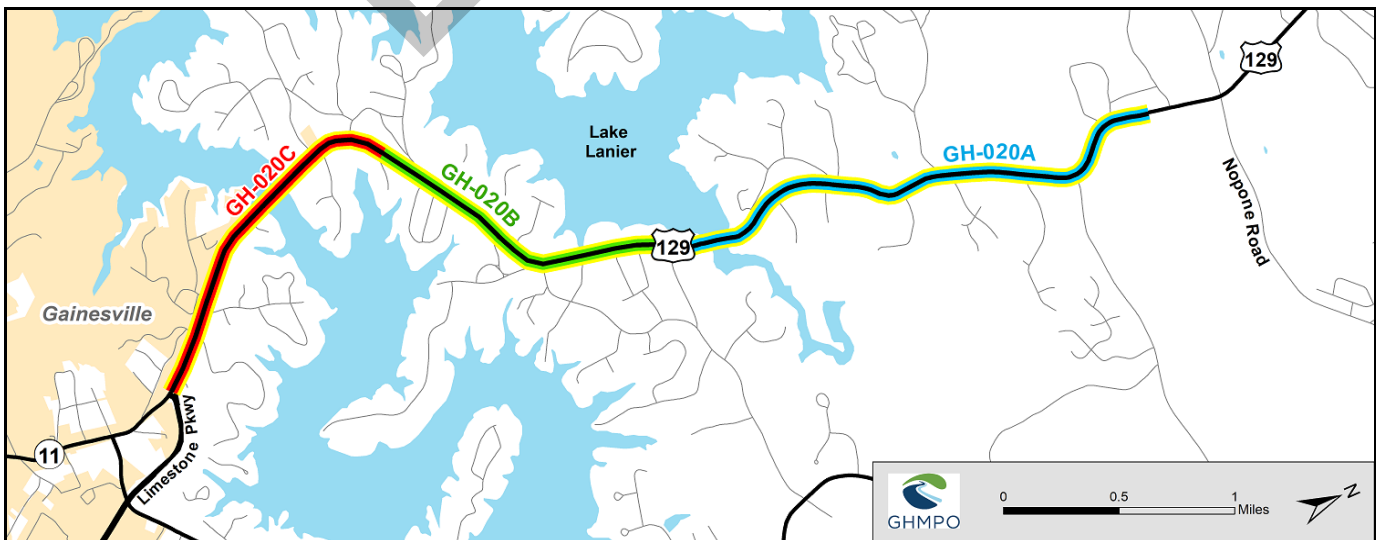 129
Lake
Lanier
GH-020C
GH-020B
GH-020A
129
Nopone Road
Gainesville
11
Limestone Pkwy
GHMPO
0 0.5 1
Miles
N